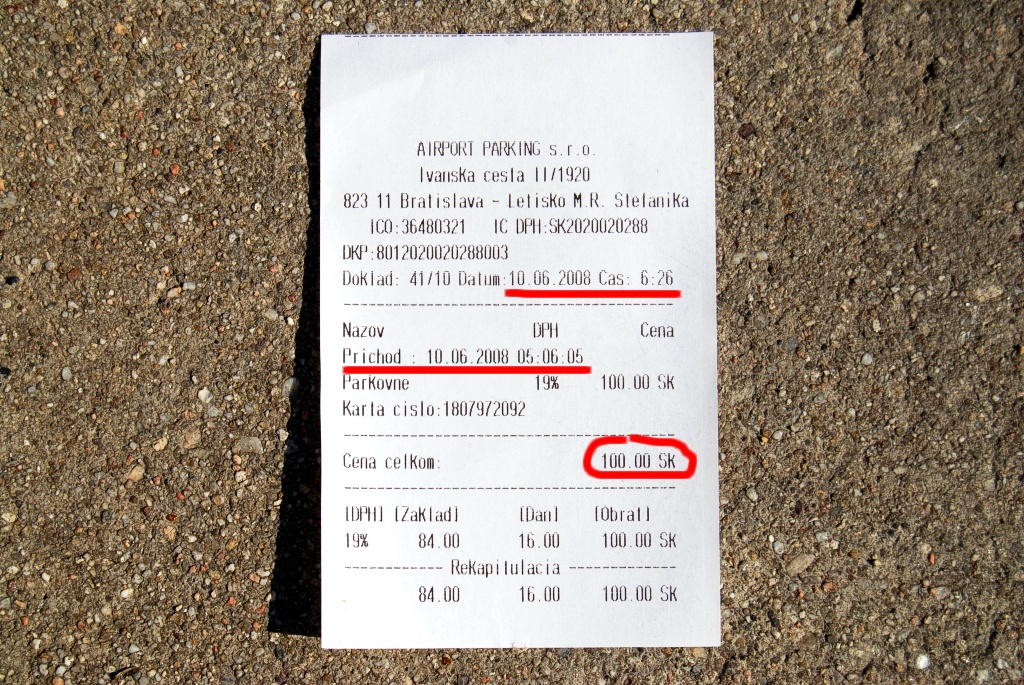 AIRPORT PARKING s.r.o.
Ivanska cesta II/1920
823 11 Bratislava - Letisko M.R. Stefanika
ICO:36480321 IC DPH:SK2020020288
DKP:8012020020288003
Doklad: 41/10 Datum:10.06.2008 Cas: 6:26
Nazov DPH Cena
Prichod : 10.06.2008 05:06:05
Parkovne 19% 100.00 SK
Karta cislo:1807972092
Cena celkom: 100.00 SK
[DPH] [Zaklad] [Dan] [Obrat]
19% 84.00 16.00 100.00 SK
------------ Rekapitulacia -------------
84.00 16.00 100.00 SK